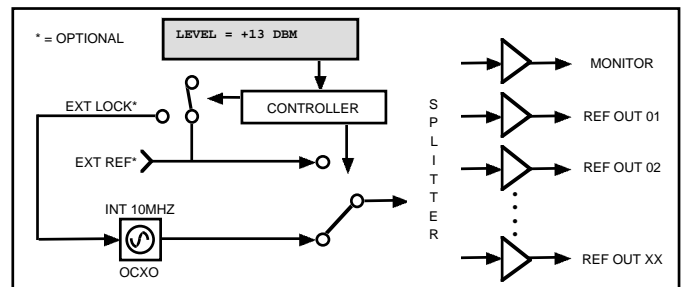 LEVEL = +13 DBM
* = OPTIONAL
CONTROLLER
EXT LOCK*
EXT REF*
INT 10MHZ
OCXO
SPLITTER
MONITOR
REF OUT 01
REF OUT 02
REF OUT XX